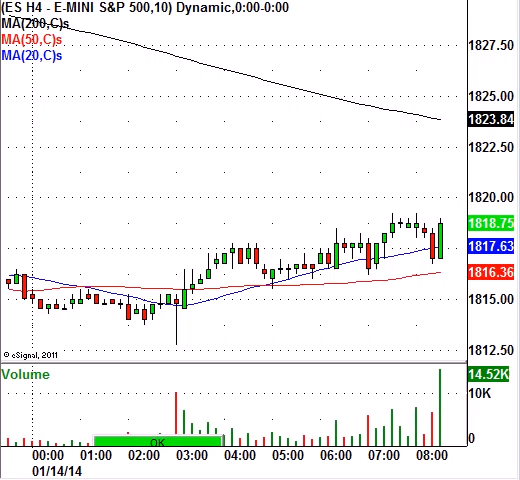 (ES H4 - E-MINI S&P 500,10) Dynamic,0:00-0:00
MA(200,C)s
MA(50,C)s
MA(20,C)s
1827.50
1825.00
1823.84
1822.50
1820.00
1818.75
1817.63
1816.36
1815.00
1812.50
© eSignal, 2011
Volume
14.52K
10K
0
OK
00:00 01:00 02:00 03:00 04:00 05:00 06:00 07:00 08:00
01/14/14